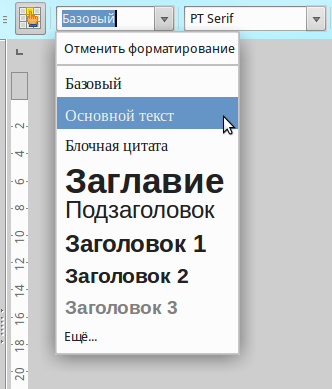 Базовый PT Serif
Отменить форматирование
Базовый
Основной текст
Блочная цитата
Заглавие
Подзаголовок
Заголовок 1
Заголовок 2
Заголовок 3
Ещё...
2
4
6
8
10
12
14
16
18
20